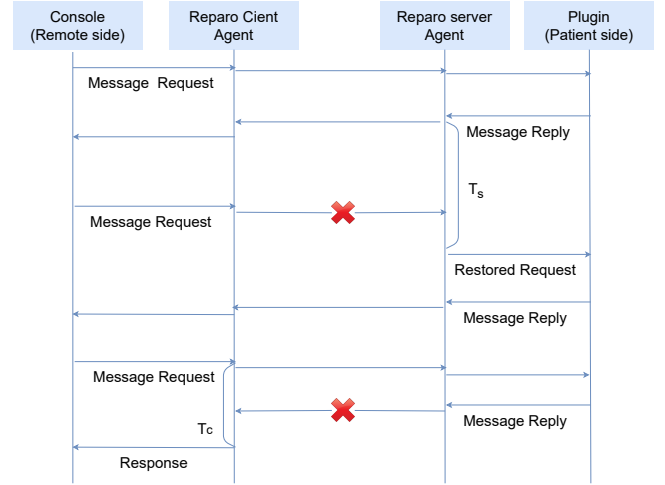 Console
(Remote side)
Reparo Cient
Agent
Reparo server
Agent
Plugin
(Patient side)
Message Request
Message Reply
Ts
Message Request
Restored Request
Message Reply
Message Request
Tc
Message Reply
Response